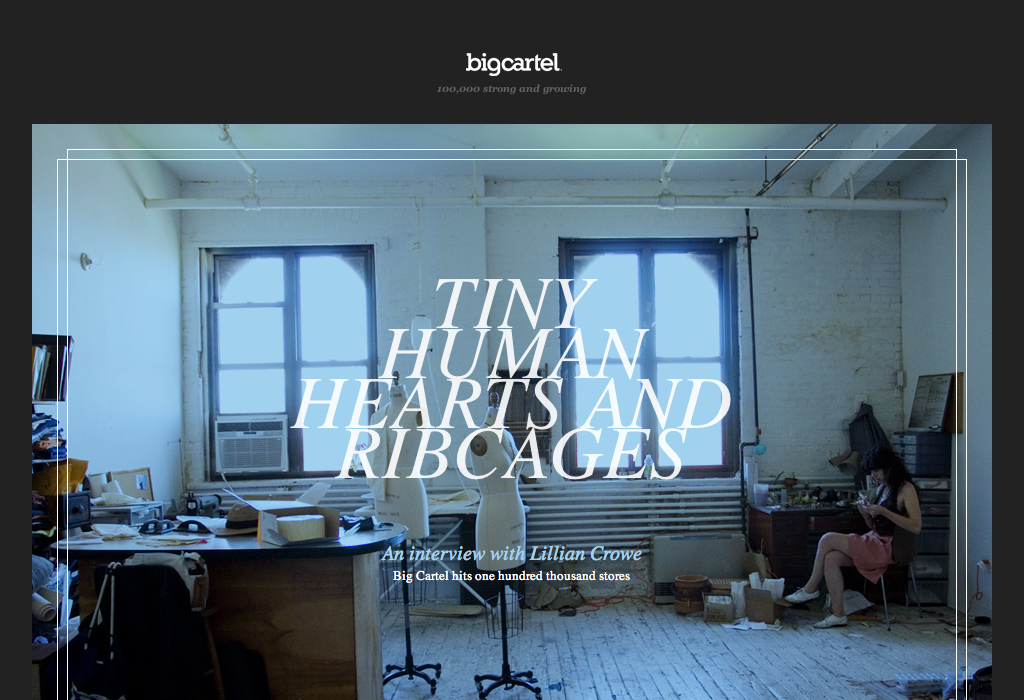 bigcartel.
100,000 strong and growing
TINY
HUMAN
HEARTS AND
RIBCAGES
An interview with Lillian Crowe
Big Cartel hits one hundred thousand stores